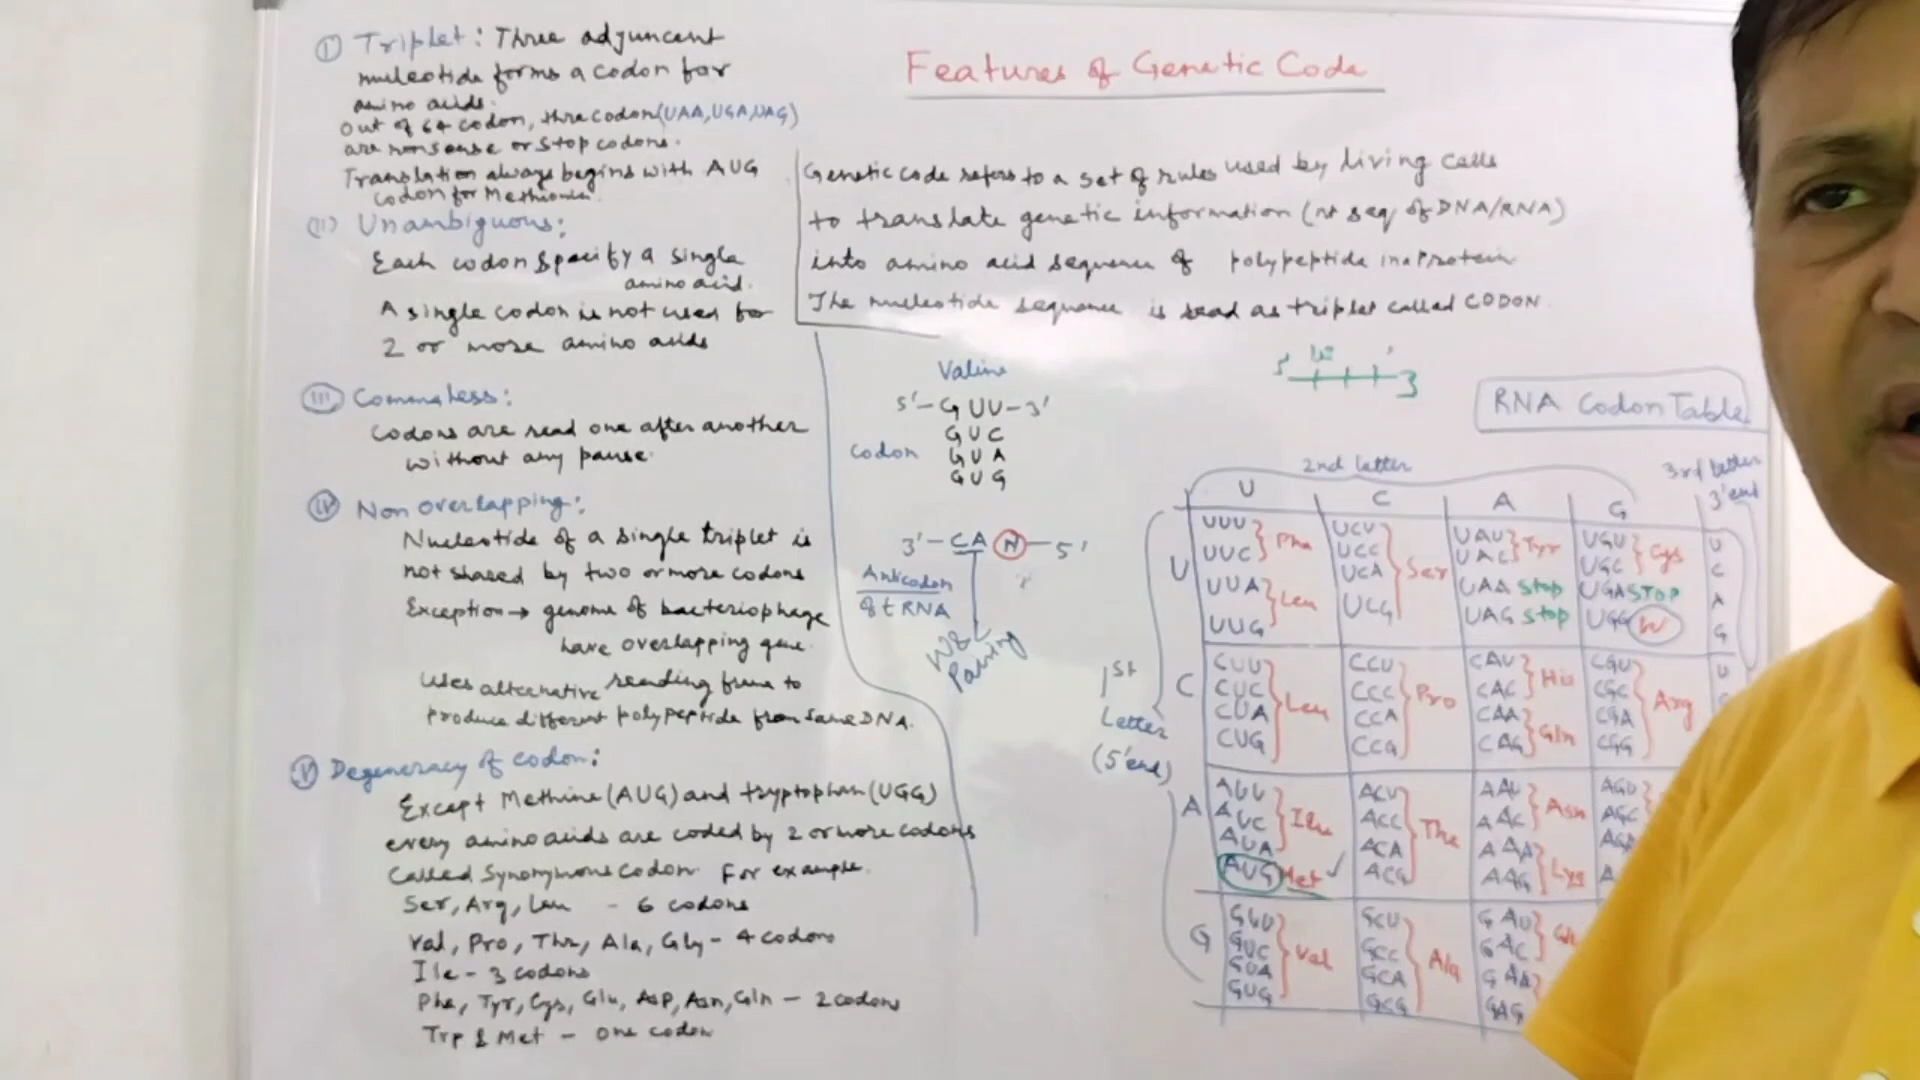 Features of Genetic Code
(I) Triplet: Three adjuncent
nucleotide forms a codon for
amino acids.
Out of 64 codon, thre codon (UAA, UGA, UAG)
are nonsense or stop codons.
Translation always begins with AUG
codon for Methionin.
(II) Unambiguous:
Each codon specify a single
amino acid.
A single codon is not used for
2 or more amino acids
(III) Commaless:
Codons are read one after another
without any pause.
(IV) Non overlapping:
Nucleotide of a single triplet is
not shared by two or more codons
Exception → genome of bacteriophage
have overlapping gene.
Uses alternative reading frame to
produce different polypeptide from same DNA.
(V) Degeneracy of codon:
Except Methine (AUG) and tryptophan (UGG)
every amino acids are coded by 2 or more codons
Called Synonymous codon. For example.
Ser, Arg, Leu - 6 codons
Val, Pro, Thr, Ala, Gly - 4 codons
Ile - 3 codons
Phe, Tyr, Cys, Glu, Asp, Asn, Gln - 2 codons
Trp & Met - one codon
Genetic code refers to a set of rules used by living cells
to translate genetic information (nt seq of DNA/RNA)
into amino acid sequence of polypeptide in a protein
The nucleotide sequence is read as triplet called CODON.
Valine
5'-GUU-3'
GUC
codon GUA
GUG
3'-CAN-5'
Anticodon
of tRNA
WC
Pairing
5' 3
RNA Codon Table
2nd letter
3rd letter
3' end
U C A G
1st
Letter
(5' end)
U
UUU UCU UAU UGU U
UUC Phe UCC UAC Tyr UGC Cys C
UUA UCA Ser UAA Stop UGA STOP A
UUG Leu UCG UAG Stop UGG W G
C
CUU CCU CAU CGU U
CUC CCC CAC His CGC
CUA Leu CCA Pro CAA CGA Arg
CUG CCG CAG Gln CGG
A
AUU ACU AAU AGU
AUC Ile ACC AAC Asn AGC
AUA ACA The AAA
AUG Met ACG AAG Lys A
G
GUU GCU GAU
GUC Val GCC Ala GAC
GUA GCA GAA
GUG GCG GAG